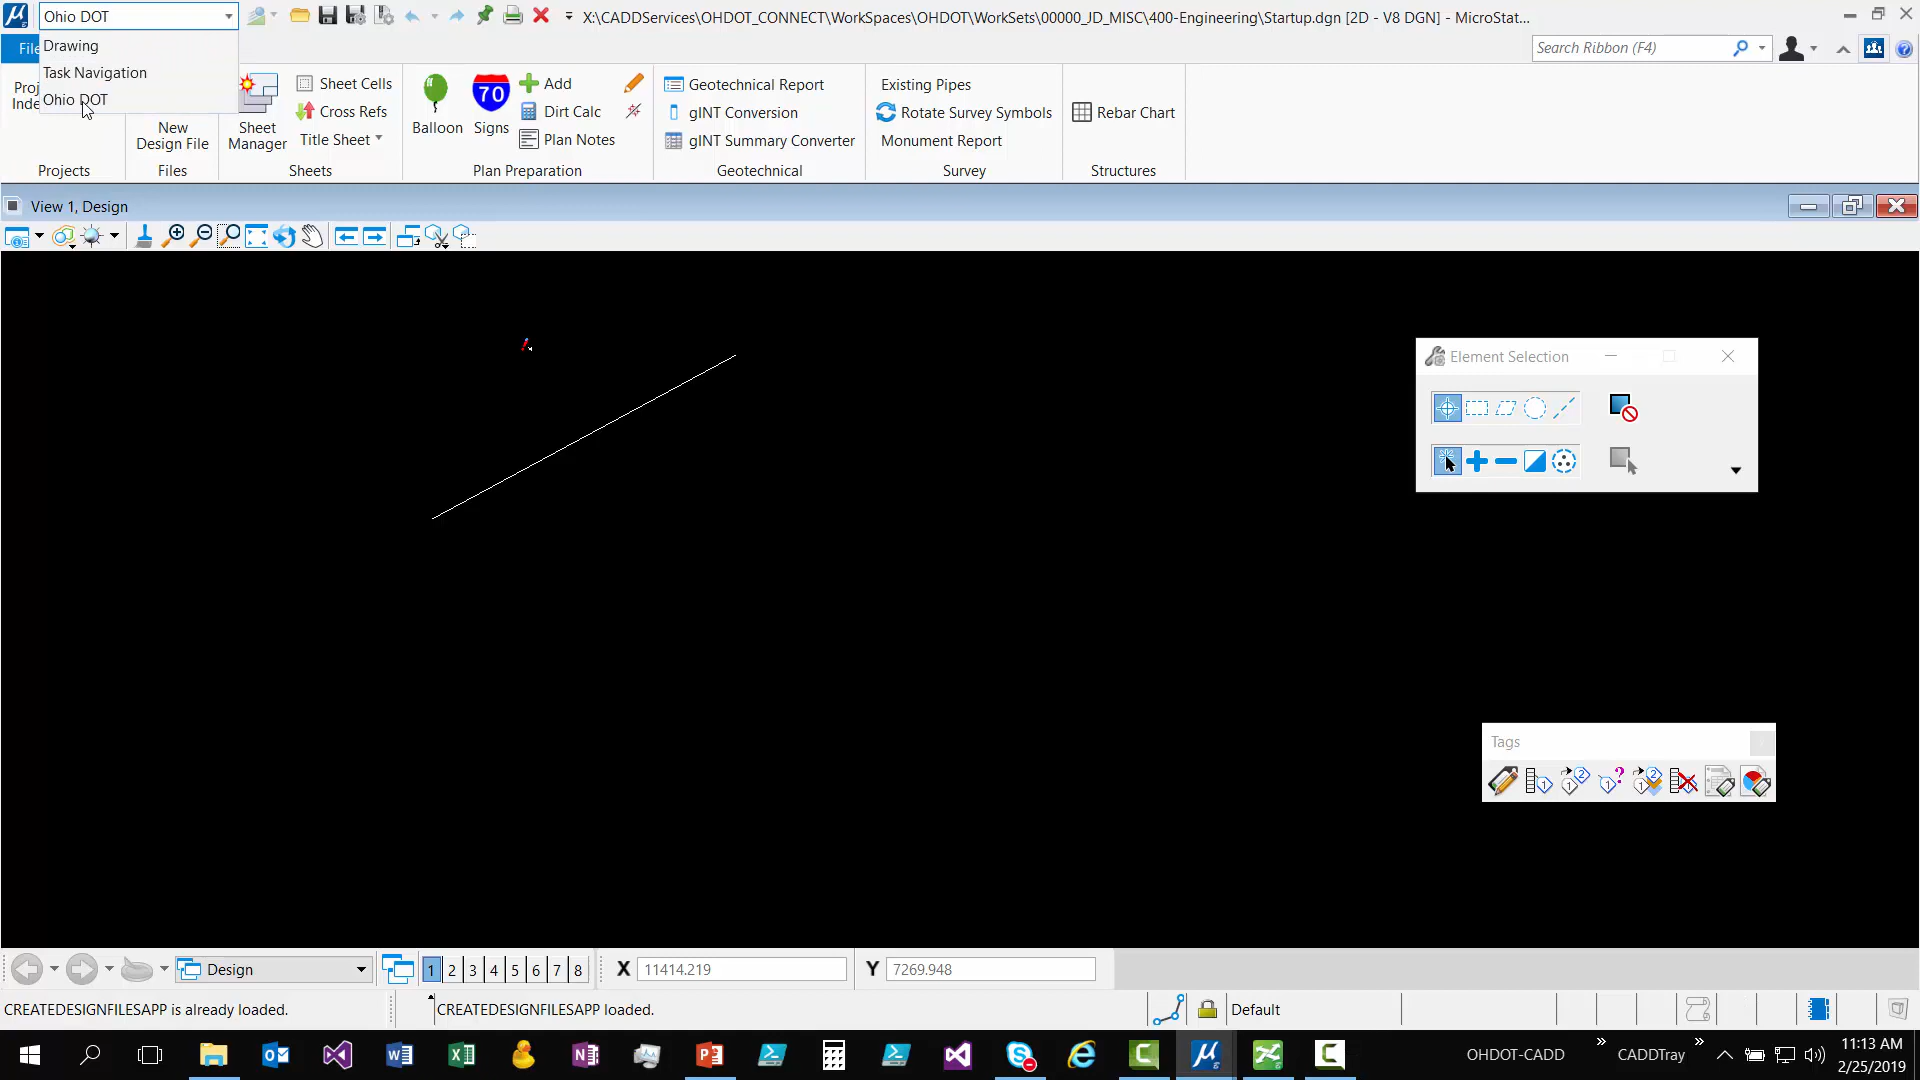 Ohio DOT
X:\CADDServices\OHDOT_CONNECT\WorkSpaces\OHDOT\WorkSets\00000_JD_MISC\400-Engineering\Startup.dgn [2D - V8 DGN] - MicroStat...
File
Drawing
Task Navigation
Ohio DOT
Search Ribbon (F4)
Proj
Inde
New
Design File
Sheet
Manager
Sheet Cells
Cross Refs
Title Sheet
Balloon
70
Signs
Add
Dirt Calc
Plan Notes
Geotechnical Report
gINT Conversion
gINT Summary Converter
Existing Pipes
Rotate Survey Symbols
Monument Report
Rebar Chart
Projects
Files
Sheets
Plan Preparation
Geotechnical
Survey
Structures
View 1, Design
Element Selection
Tags
Design
1 2 3 4 5 6 7 8
X 11414.219
Y 7269.948
CREATEDESIGNFILESAPP is already loaded.
CREATEDESIGNFILESAPP loaded.
Default
OHDOT-CADD
CADDTray
11:13 AM
2/25/2019